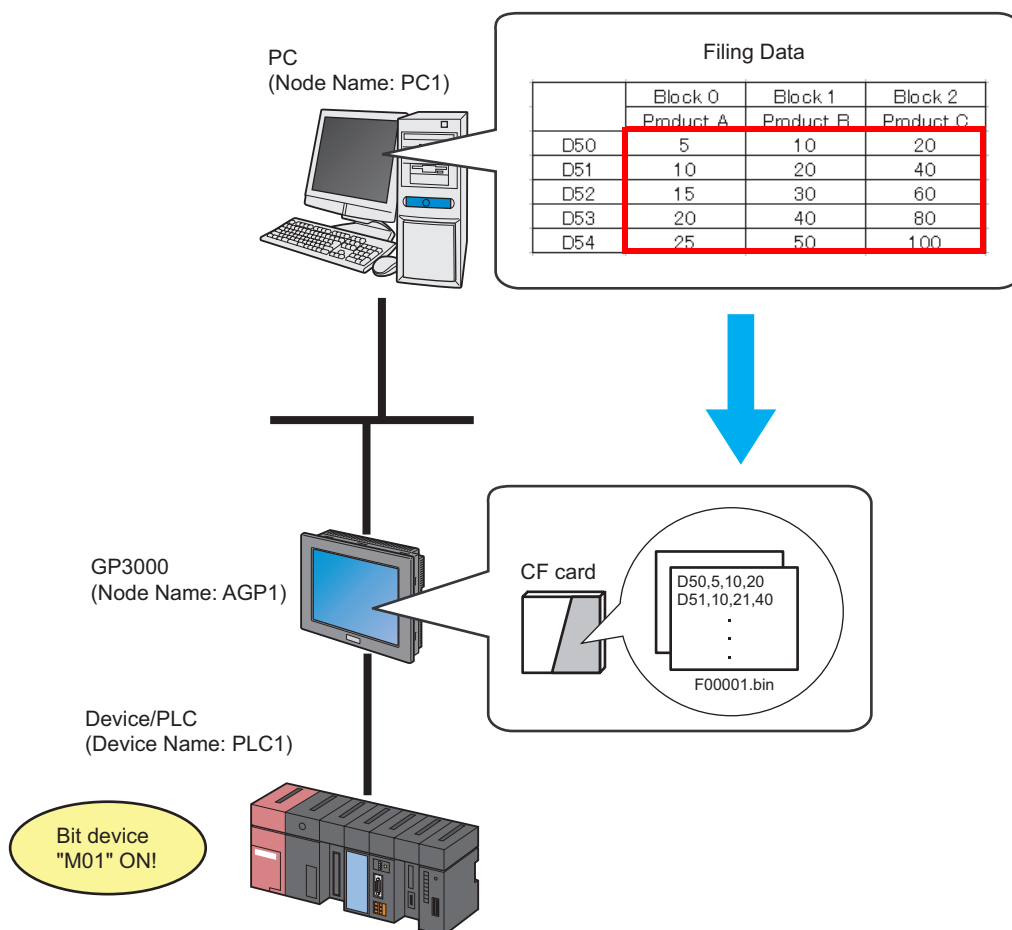 PC
(Node Name: PC1)
Filing Data
Block 0 Block 1 Block 2
Product A Product B Product C
D50 5 10 20
D51 10 20 40
D52 15 30 60
D53 20 40 80
D54 25 50 100
GP3000
(Node Name: AGP1)
CF card
D50,5,10,20
D51,10,21,40
.
.
.
F00001.bin
Device/PLC
(Device Name: PLC1)
Bit device
"M01" ON!